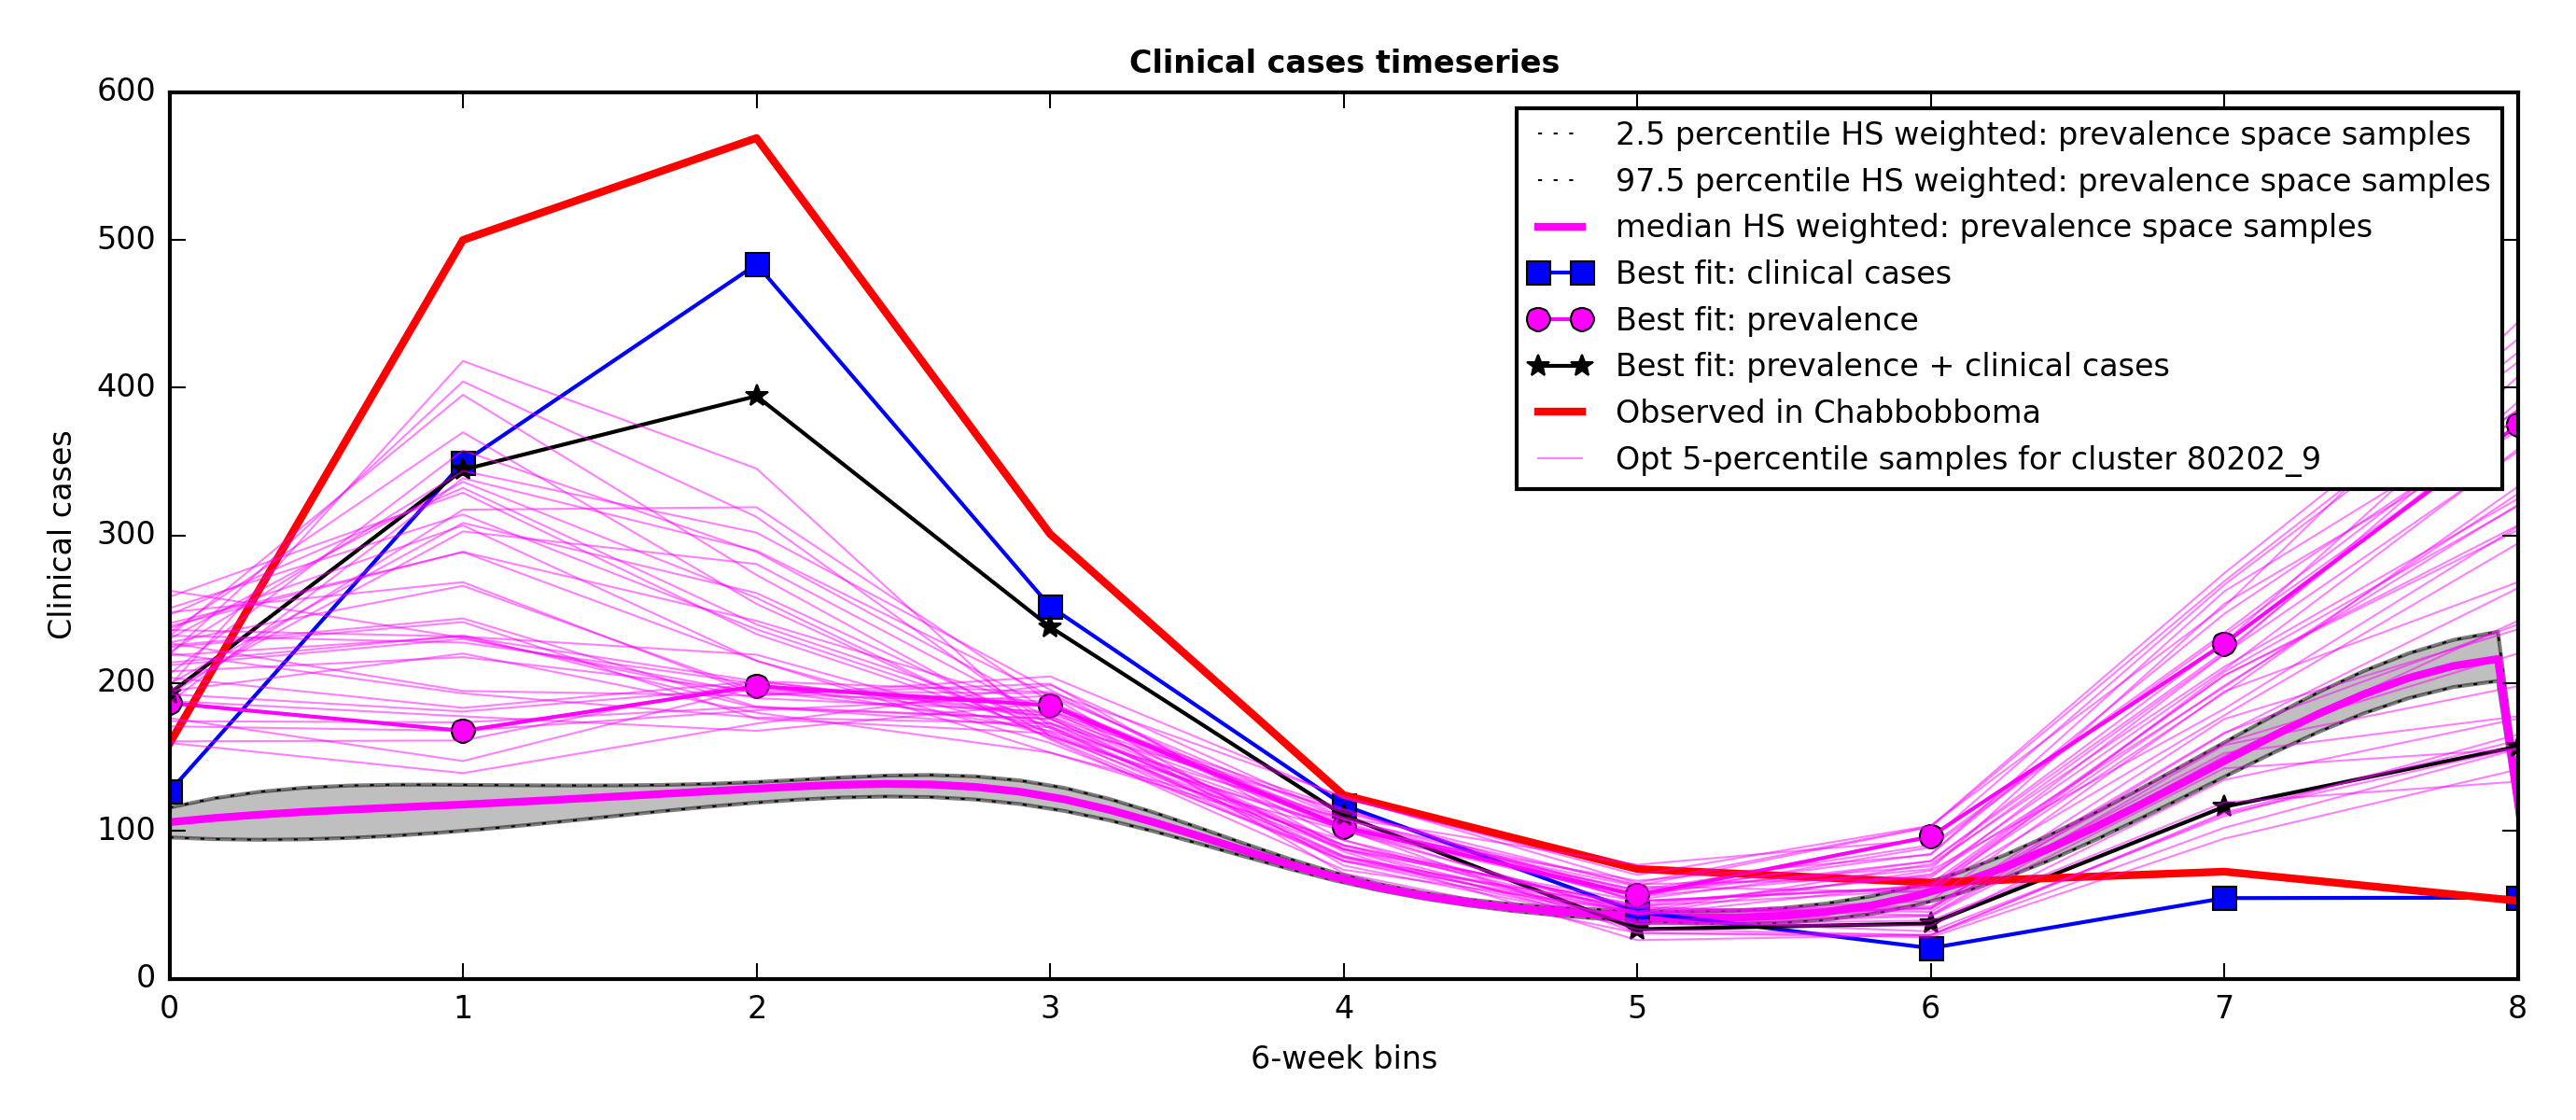 Clinical cases timeseries
600
500
400
300
200
100
0
Clinical cases
2.5 percentile HS weighted: prevalence space samples
97.5 percentile HS weighted: prevalence space samples
median HS weighted: prevalence space samples
Best fit: clinical cases
Best fit: prevalence
Best fit: prevalence + clinical cases
Observed in Chabbobboma
Opt 5-percentile samples for cluster 80202_9
0 1 2 3 4 5 6 7 8
6-week bins